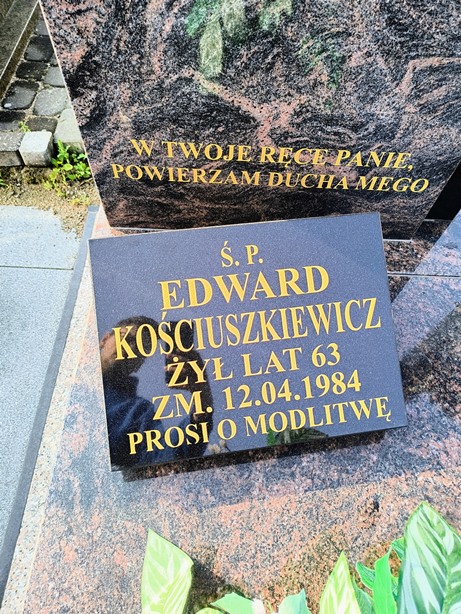 W TWOJE RĘCE PANIE,
POWIERZAM DUCHA MEGO
Ś. P.
EDWARD
KOŚCIUSZKIEWICZ
ŻYŁ LAT 63
ZM. 12.04.1984
PROSI O MODLITWĘ